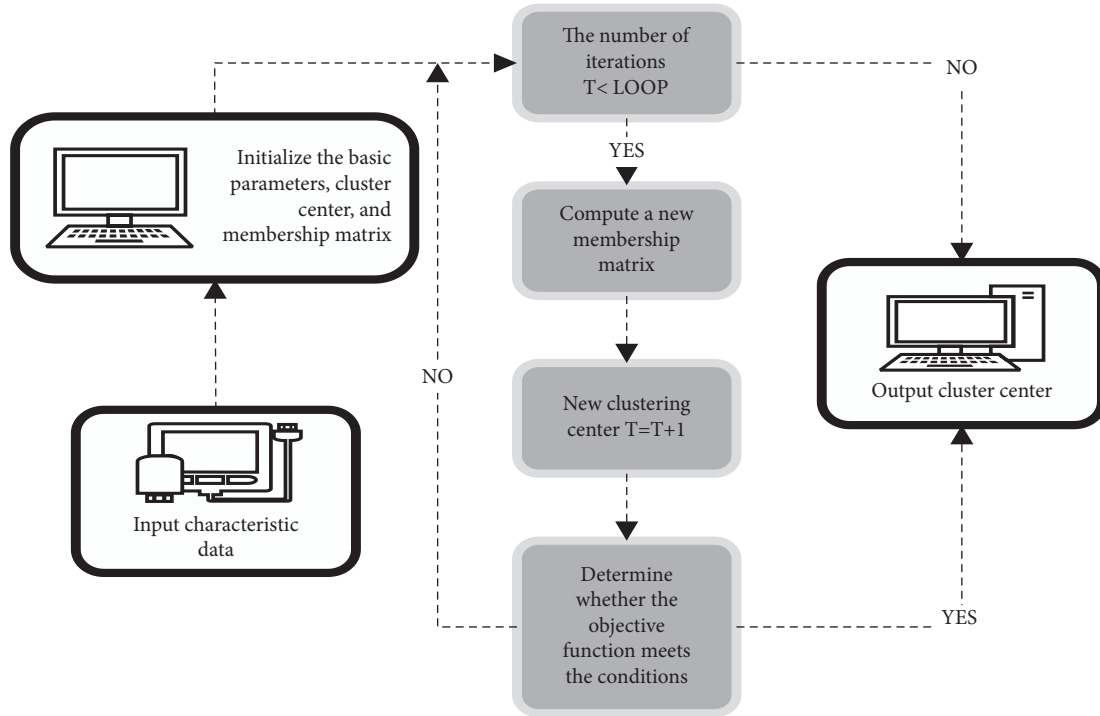 The number of
iterations
T< LOOP
NO
YES
Initialize the basic
parameters, cluster
center, and
membership matrix
Compute a new
membership
matrix
NO
New clustering
center T=T+1
Output cluster center
Input characteristic
data
Determine
whether the
objective
function meets
the conditions
YES